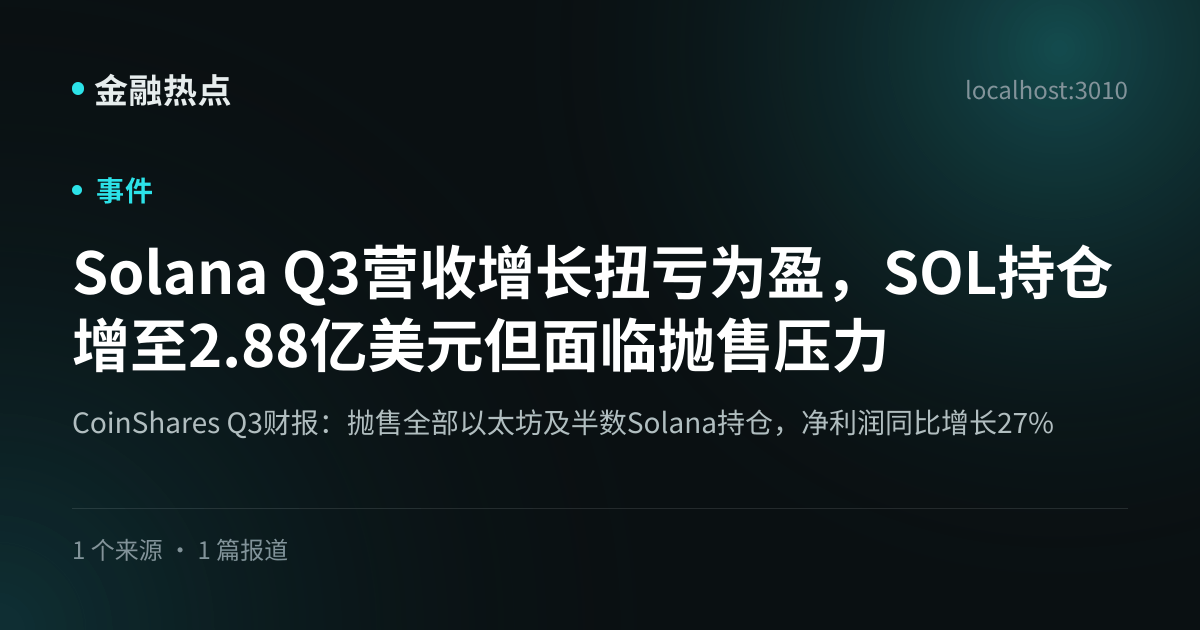 金融热点
localhost:3010
事件
Solana Q3营收增长扭亏为盈，SOL持仓
增至2.88亿美元但面临抛售压力
CoinShares Q3财报：抛售全部以太坊及半数Solana持仓，净利润同比增长27%
1 个来源 · 1 篇报道